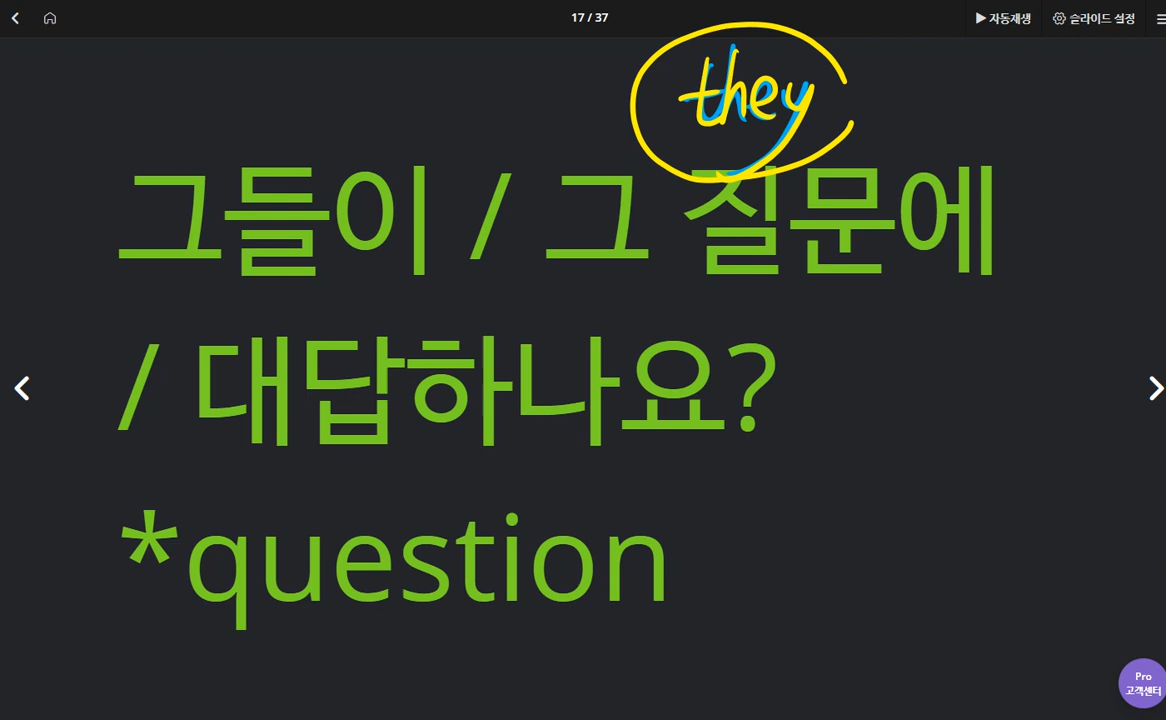 17 / 37
자동재생
슬라이드 설정
they
그들이 / 그 질문에
/ 대답하나요?
*question
Pro
고객센터